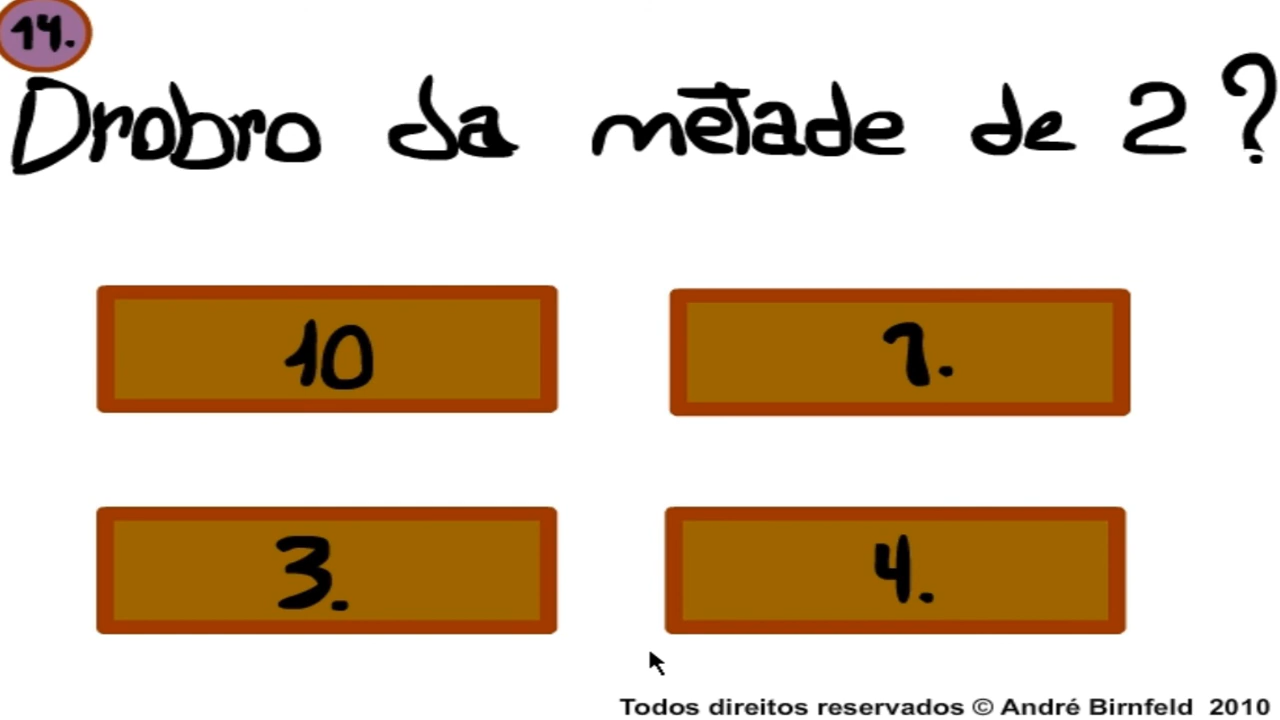 14.
Drobro da metade de 2?
10
7.
3.
4.
Todos direitos reservados © André Birnfeld 2010